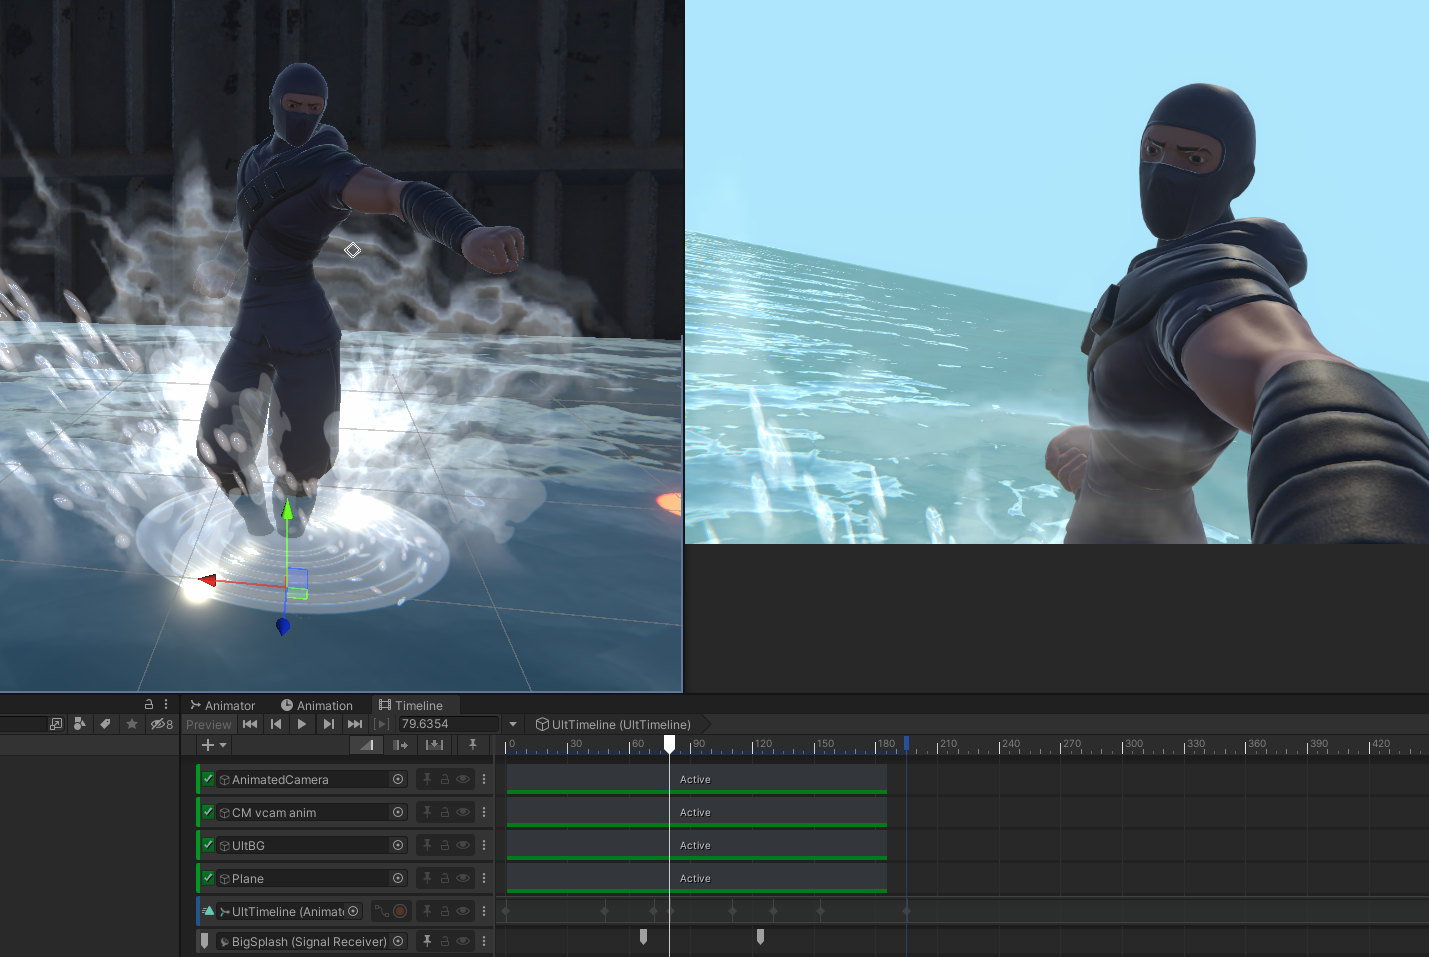 Animator
Animation
Timeline
8
Preview
79.6354
UltTimeline (UltTimeline)
0 30 60 90 120 150 180 210 240 270 300 330 360 390 420
AnimatedCamera
Active
CM vcam anim
Active
UltBG
Active
Plane
Active
UltTimeline (Animat
BigSplash (Signal Receiver)